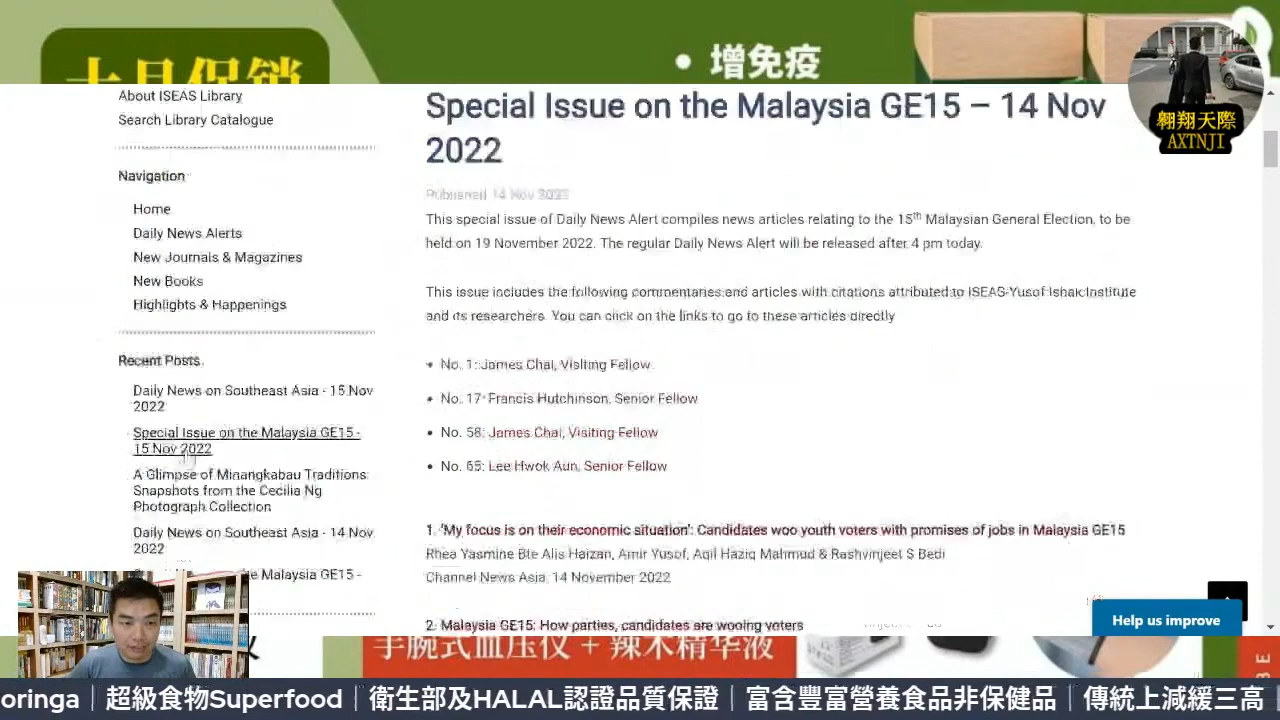 • 增免疫
About ISEAS Library
Search Library Catalogue
Navigation
Home
Daily News Alerts
New Journals & Magazines
New Books
Highlights & Happenings
Recent Posts
Daily News on Southeast Asia - 15 Nov
2022
Special Issue on the Malaysia GE15 -
15 Nov 2022
A Glimpse of Minangkabau Traditions
Snapshots from the Cecilia Ng
Photograph Collection
Daily News on Southeast Asia - 14 Nov
2022
the Malaysia GE15 -
Special Issue on the Malaysia GE15 – 14 Nov
2022
Published 14 Nov 2022
This special issue of Daily News Alert compiles news articles relating to the 15th Malaysian General Election, to be
held on 19 November 2022. The regular Daily News Alert will be released after 4 pm today.
This issue includes the following commentaries and articles with citations attributed to ISEAS-Yusof Ishak Institute
and its researchers. You can click on the links to go to these articles directly
• No. 1: James Chai, Visiting Fellow
• No. 17: Francis Hutchinson, Senior Fellow
• No. 58: James Chai, Visiting Fellow
• No. 65: Lee Hwok Aun, Senior Fellow
1. ‘My focus is on their economic situation’: Candidates woo youth voters with promises of jobs in Malaysia GE15
Rhea Yasmine Bte Alis Haizan, Amir Yusof, Aqil Haziq Mahmud & Rashvinjeet S Bedi
Channel News Asia, 14 November 2022
2. Malaysia GE15: How parties, candidates are wooing voters
翱翔天際
AXTNJI
Help us improve
手腕式血压仪 + 辣木精华液
oringa｜超級食物Superfood｜衛生部及HALAL認證品質保證｜富含豐富營養食品非保健品｜傳統上減緩三高